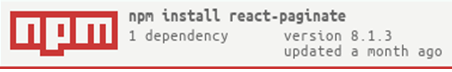 npm
npm install react-paginate
1 dependency version 8.1.3
updated a month ago